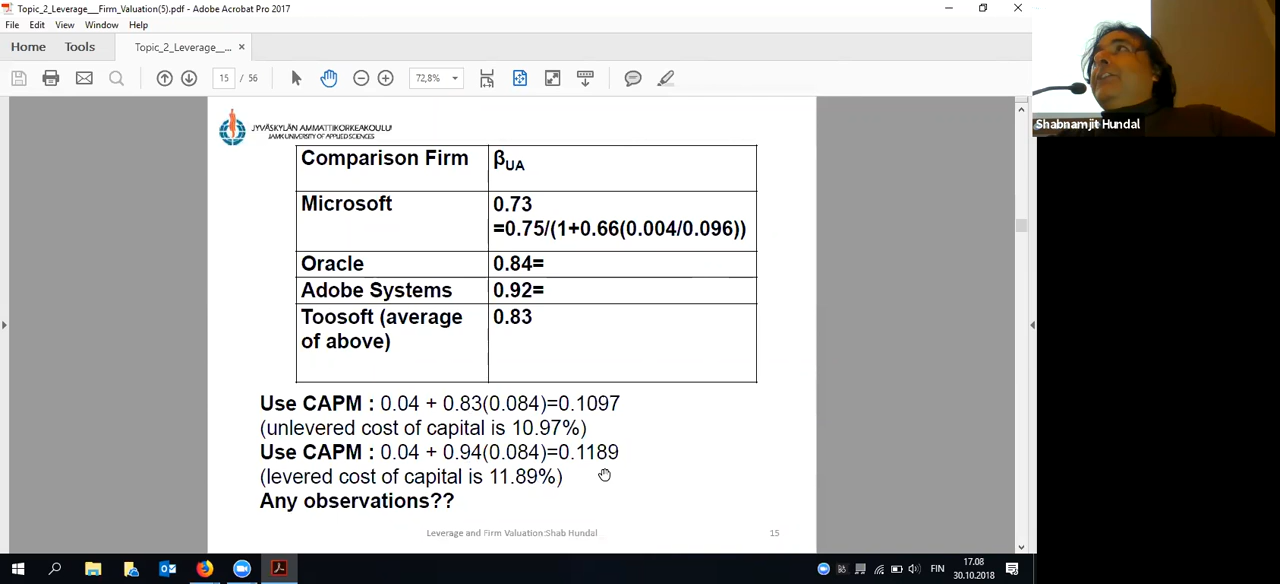 Topic_2_Leverage__Firm_Valuation(5).pdf - Adobe Acrobat Pro 2017
File Edit View Window Help
Home Tools Topic_2_Leverage__...
15 / 56 72,8%
JYVÄSKYLÄN AMMATTIKORKEAKOULU
JAMK UNIVERSITY OF APPLIED SCIENCES
Shabnamjit Hundal
Comparison Firm βUA
Microsoft 0.73
=0.75/(1+0.66(0.004/0.096))
Oracle 0.84=
Adobe Systems 0.92=
Toosoft (average 0.83
of above)
Use CAPM : 0.04 + 0.83(0.084)=0.1097
(unlevered cost of capital is 10.97%)
Use CAPM : 0.04 + 0.94(0.084)=0.1189
(levered cost of capital is 11.89%)
Any observations??
Leverage and Firm Valuation:Shab Hundal 15
FIN 17.08
30.10.2018